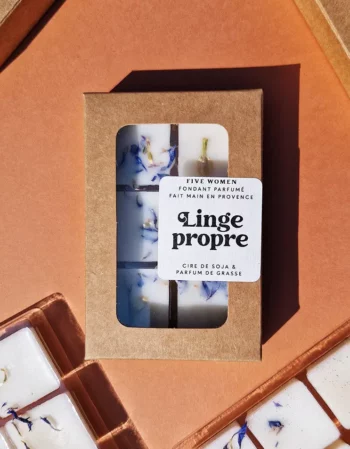 FIVE WOMEN
FONDANT PARFUMÉ
FAIT MAIN EN PROVENCE
Linge
propre
CIRE DE SOJA &
PARFUM DE GRASSE